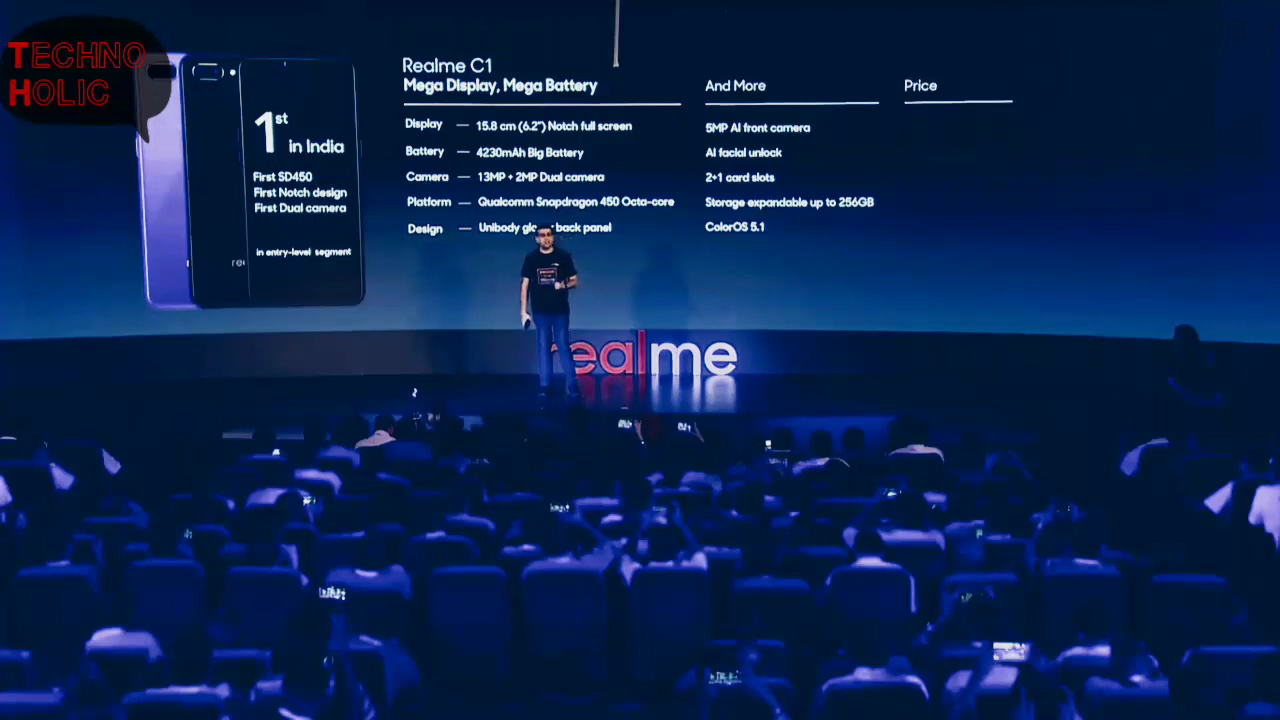 TECHNO
HOLIC
Realme C1
Mega Display, Mega Battery
And More
Price
1st
in India
First SD450
First Notch design
First Dual camera
in entry-level segment
Display — 15.8 cm (6.2") Notch full screen
Battery — 4230mAh Big Battery
Camera — 13MP + 2MP Dual camera
Platform — Qualcomm Snapdragon 450 Octa-core
Design — Unibody back panel
5MP AI front camera
AI facial unlock
2+1 card slots
Storage expandable up to 256GB
ColorOS 5.1
realme